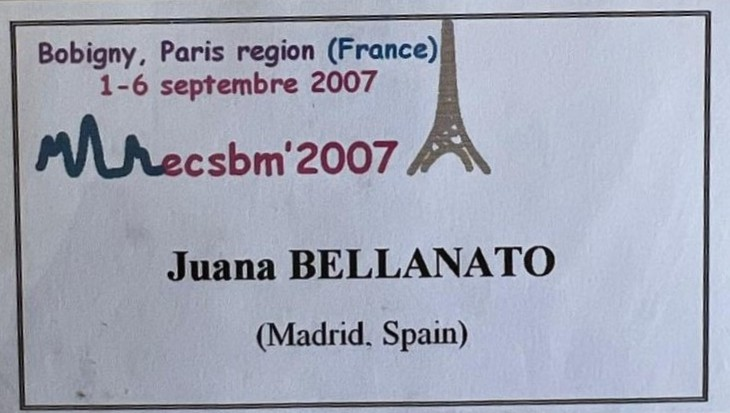 Bobigny, Paris region (France)
1-6 septembre 2007
ecsbm'2007
Juana BELLANATO
(Madrid, Spain)